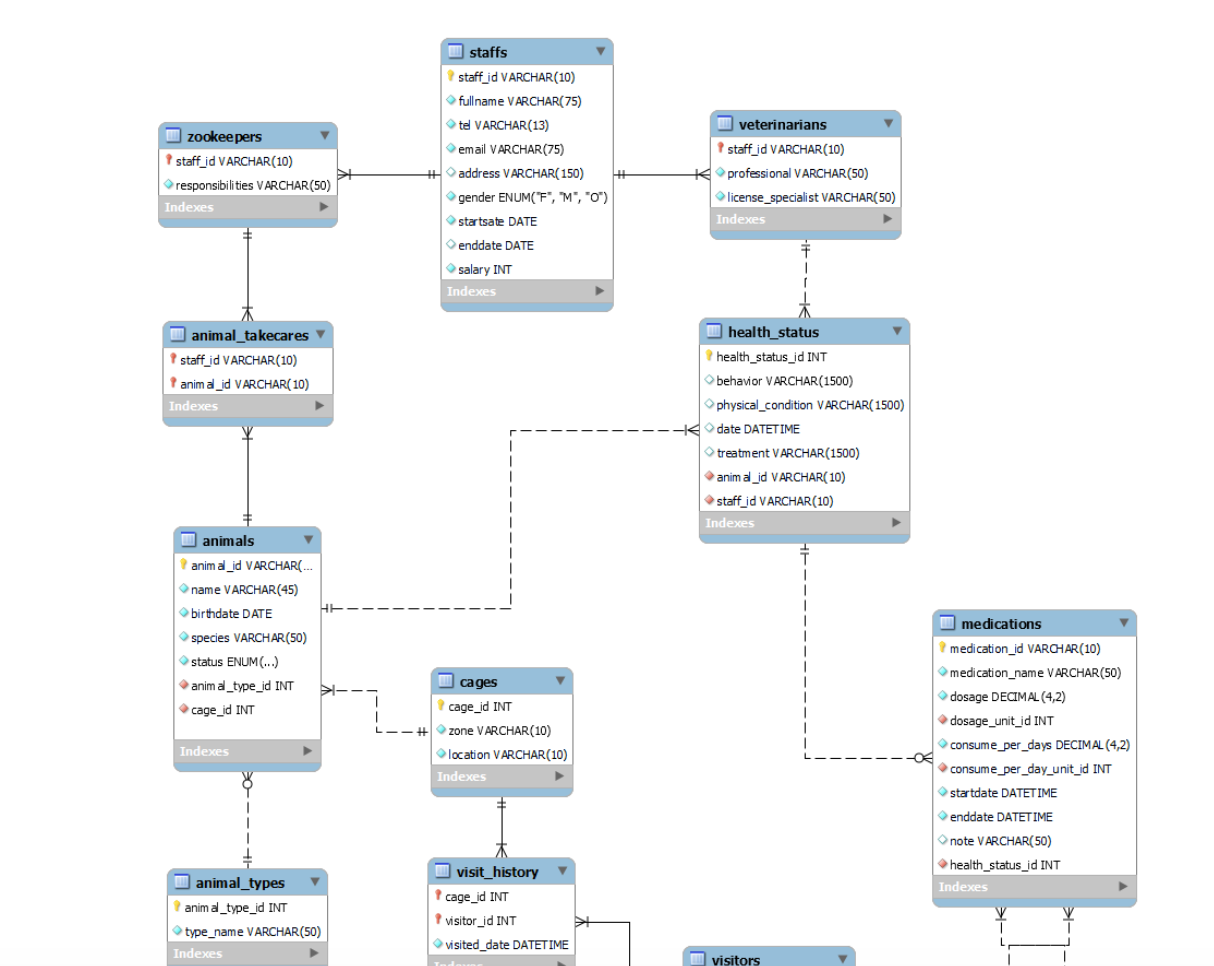 staffs
staff_id VARCHAR(10)
fullname VARCHAR(75)
tel VARCHAR(13)
email VARCHAR(75)
address VARCHAR(150)
gender ENUM("F", "M", "O")
startsate DATE
enddate DATE
salary INT
Indexes
zookeepers
staff_id VARCHAR(10)
responsibilities VARCHAR(50)
Indexes
veterinarians
staff_id VARCHAR(10)
professional VARCHAR(50)
license_specialist VARCHAR(50)
Indexes
animal_takecares
staff_id VARCHAR(10)
animal_id VARCHAR(10)
Indexes
health_status
health_status_id INT
behavior VARCHAR(1500)
physical_condition VARCHAR(1500)
date DATETIME
treatment VARCHAR(1500)
animal_id VARCHAR(10)
staff_id VARCHAR(10)
Indexes
animals
animal_id VARCHAR(...
name VARCHAR(45)
birthdate DATE
species VARCHAR(50)
status ENUM(...)
animal_type_id INT
cage_id INT
Indexes
medications
medication_id VARCHAR(10)
medication_name VARCHAR(50)
dosage DECIMAL(4,2)
dosage_unit_id INT
consume_per_days DECIMAL(4,2)
consume_per_day_unit_id INT
startdate DATETIME
enddate DATETIME
note VARCHAR(50)
health_status_id INT
Indexes
cages
cage_id INT
zone VARCHAR(10)
location VARCHAR(10)
Indexes
animal_types
animal_type_id INT
type_name VARCHAR(50)
Indexes
visit_history
cage_id INT
visitor_id INT
visited_date DATETIME
Indexes
visitors